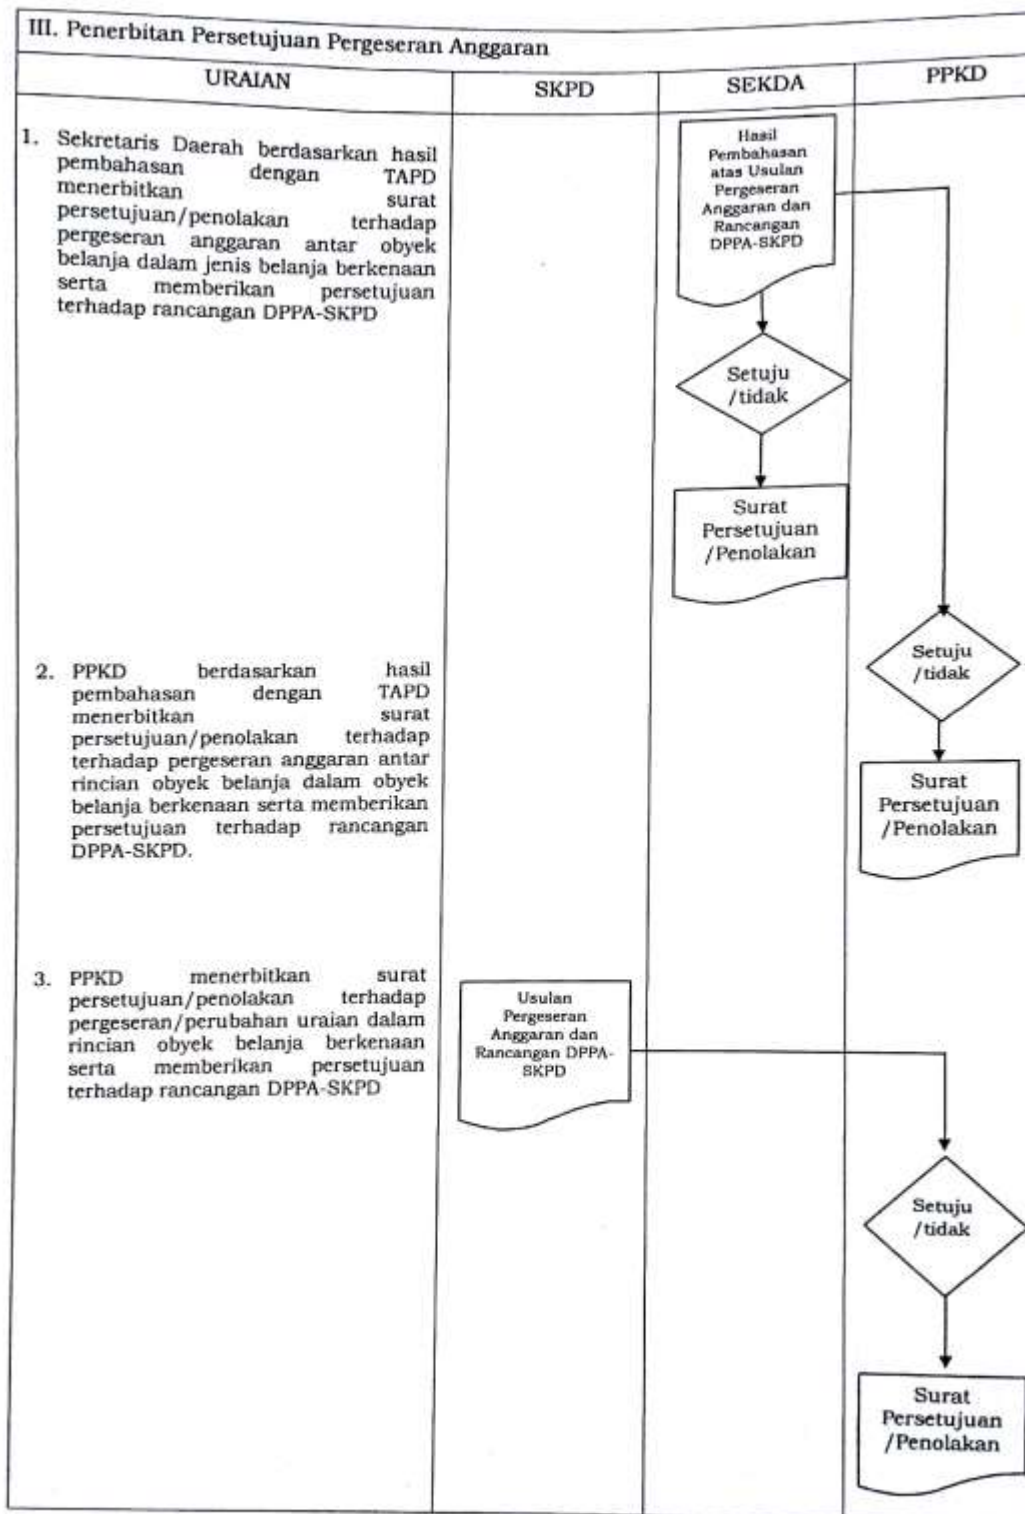 III. Penerbitan Persetujuan Pergeseran Anggaran
URAIAN
SKPD
SEKDA
PPKD
1. Sekretaris Daerah berdasarkan hasil
pembahasan dengan TAPD
menerbitkan surat
persetujuan/penolakan terhadap
pergeseran anggaran antar obyek
belanja dalam jenis belanja berkenaan
serta memberikan persetujuan
terhadap rancangan DPPA-SKPD
Hasil
Pembahasan
atas Usulan
Pergeseran
Anggaran dan
Rancangan
DPPA-SKPD
Setuju
/tidak
Surat
Persetujuan
/Penolakan
2. PPKD berdasarkan hasil
pembahasan dengan TAPD
menerbitkan surat
persetujuan/penolakan terhadap
terhadap pergeseran anggaran antar
rincian obyek belanja dalam obyek
belanja berkenaan serta memberikan
persetujuan terhadap rancangan
DPPA-SKPD.
Setuju
/tidak
Surat
Persetujuan
/Penolakan
3. PPKD menerbitkan surat
persetujuan/penolakan terhadap
pergeseran/perubahan uraian dalam
rincian obyek belanja berkenaan
serta memberikan persetujuan
terhadap rancangan DPPA-SKPD
Usulan
Pergeseran
Anggaran dan
Rancangan DPPA-
SKPD
Setuju
/tidak
Surat
Persetujuan
/Penolakan